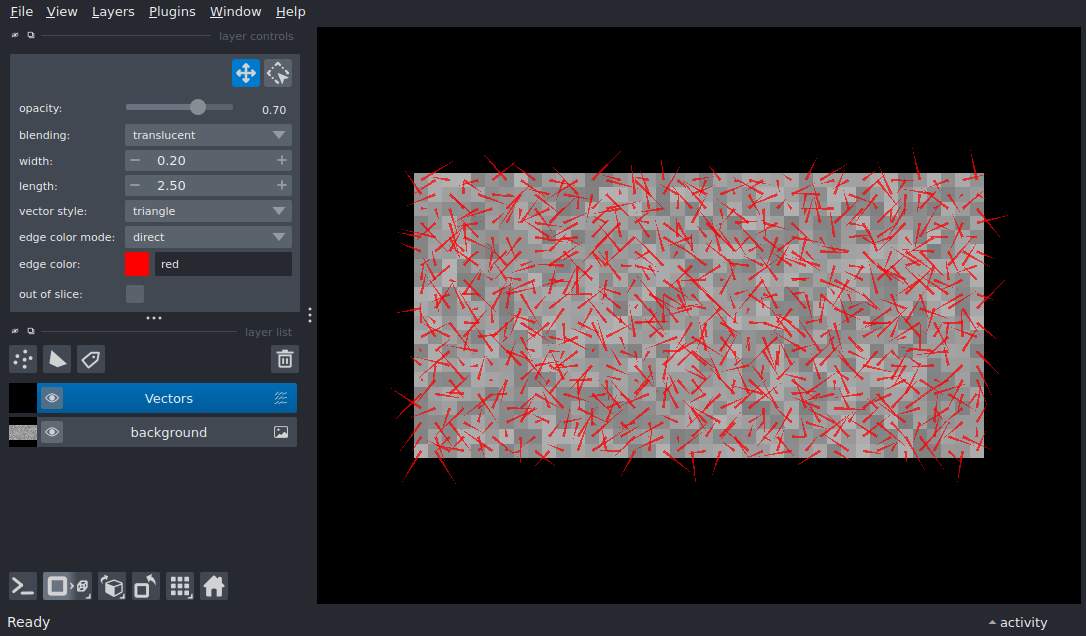 File View Layers Plugins Window Help
layer controls
opacity: 0.70
blending: translucent
width: 0.20
length: 2.50
vector style: triangle
edge color mode: direct
edge color: red
out of slice:
layer list
Vectors
background
Ready
activity